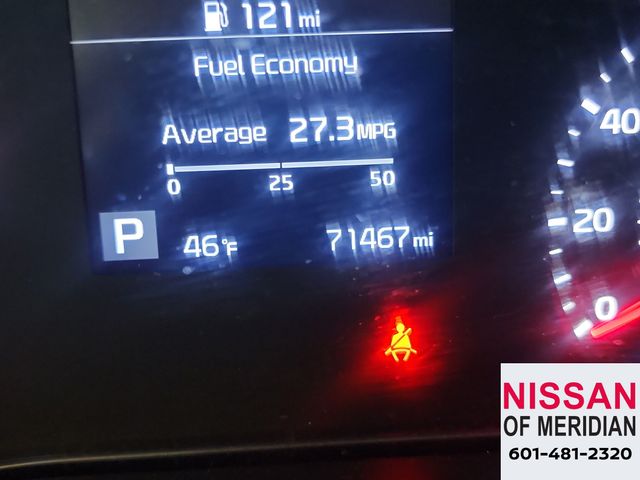 121 mi
Fuel Economy
Average 27.3 MPG
0 25 50
P 46°F 71467 mi
40
20
0
NISSAN
OF MERIDIAN
601-481-2320